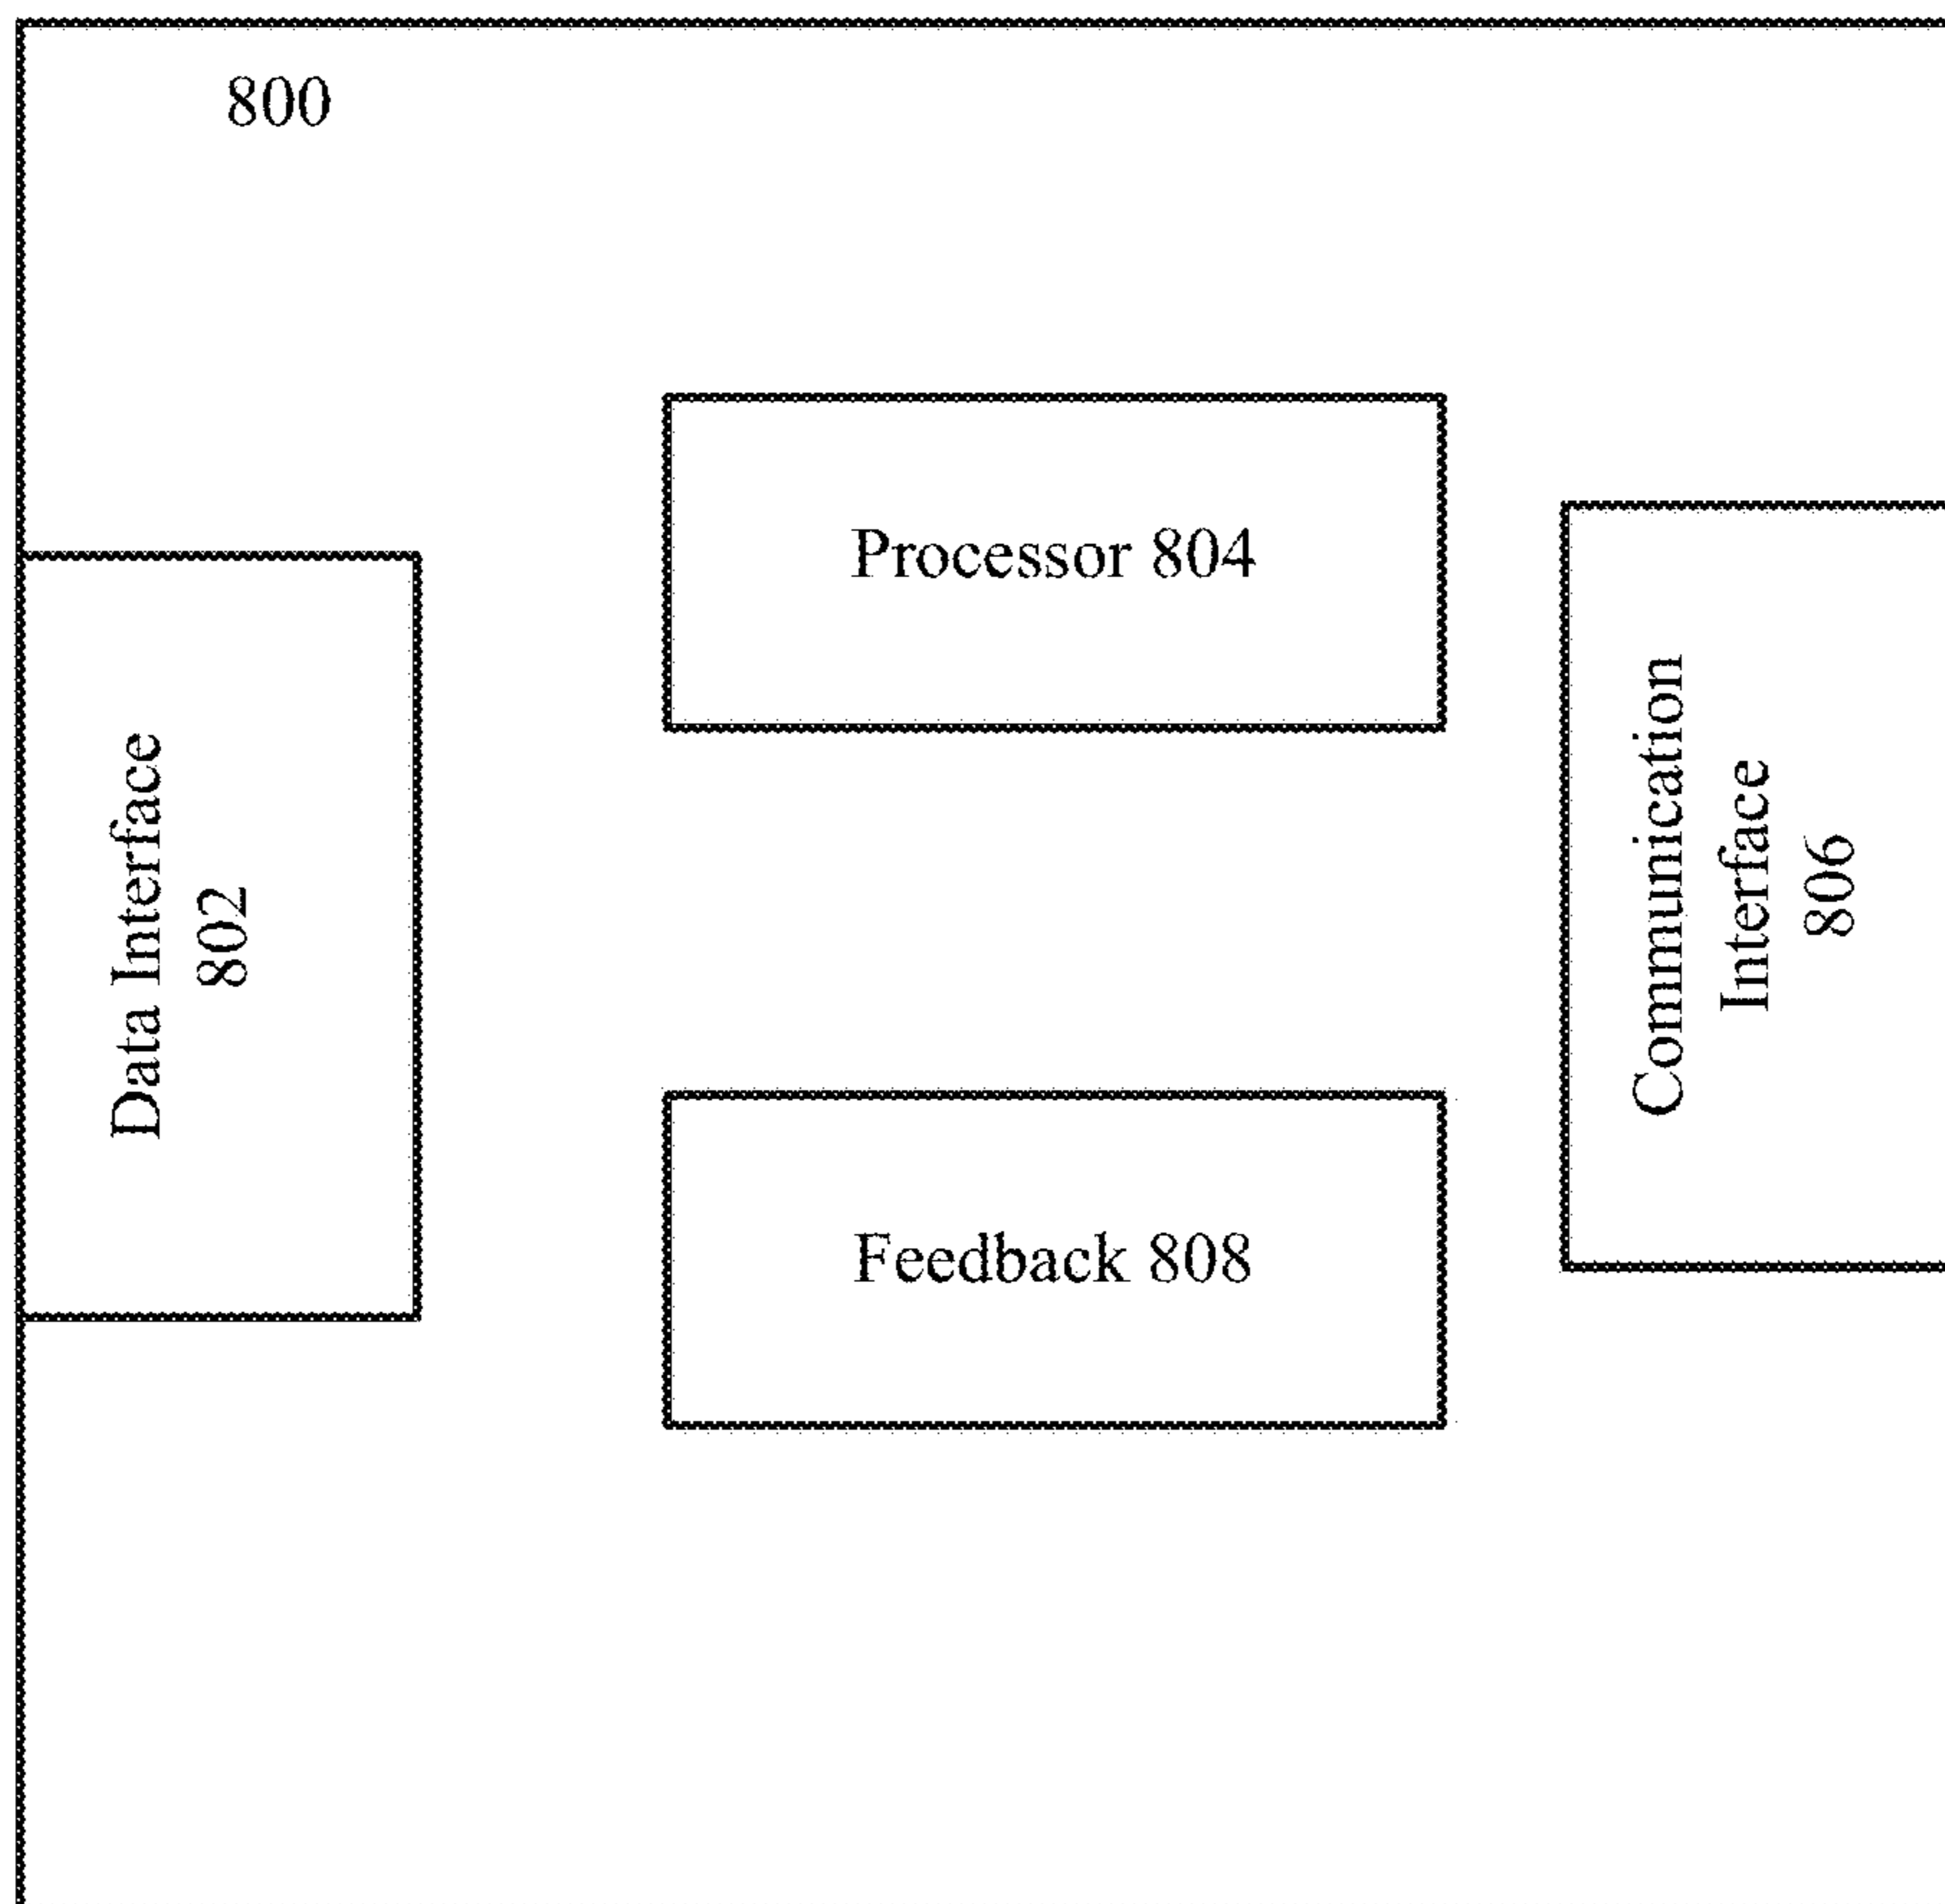 800
Processor 804
Data Interface
802
Communication
Interface
806
Feedback 808